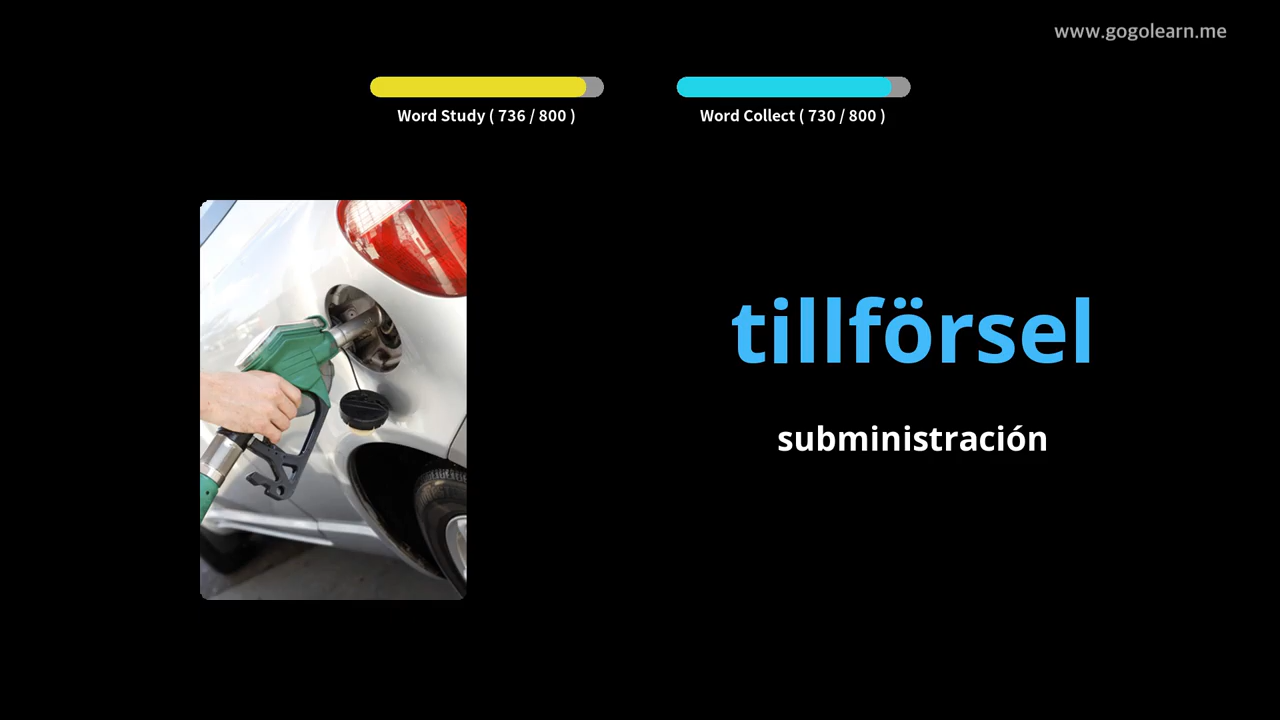 www.gogolearn.me
Word Study ( 736 / 800 )
Word Collect ( 730 / 800 )
tillförsel
subministración